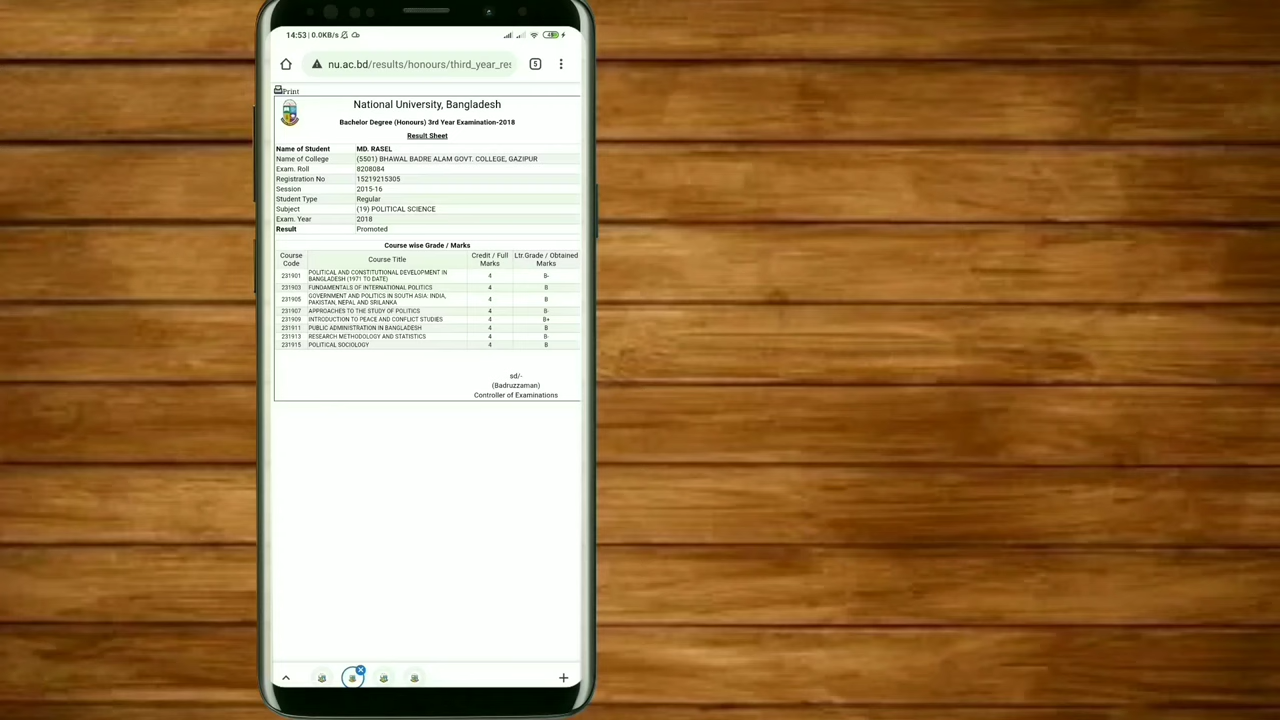 14:53 | 0.0KB/s
nu.ac.bd/results/honours/third_year_res
5
Print
National University, Bangladesh
Bachelor Degree (Honours) 3rd Year Examination-2018
Result Sheet
Name of Student MD. RASEL
Name of College (5501) BHAWAL BADRE ALAM GOVT. COLLEGE, GAZIPUR
Exam. Roll 8208084
Registration No 15219215305
Session 2015-16
Student Type Regular
Subject (19) POLITICAL SCIENCE
Exam. Year 2018
Result Promoted
Course wise Grade / Marks
Course Code Course Title Credit / Full Marks Ltr.Grade / Obtained Marks
231901 POLITICAL AND CONSTITUTIONAL DEVELOPMENT IN BANGLADESH (1971 TO DATE) 4 B-
231903 FUNDAMENTALS OF INTERNATIONAL POLITICS 4 B
231905 GOVERNMENT AND POLITICS IN SOUTH ASIA: INDIA, PAKISTAN, NEPAL AND SRILANKA 4 B
231907 APPROACHES TO THE STUDY OF POLITICS 4 B-
231909 INTRODUCTION TO PEACE AND CONFLICT STUDIES 4 B+
231911 PUBLIC ADMINISTRATION IN BANGLADESH 4 B
231913 RESEARCH METHODOLOGY AND STATISTICS 4 B-
231915 POLITICAL SOCIOLOGY 4 B
sd/-
(Badruzzaman)
Controller of Examinations